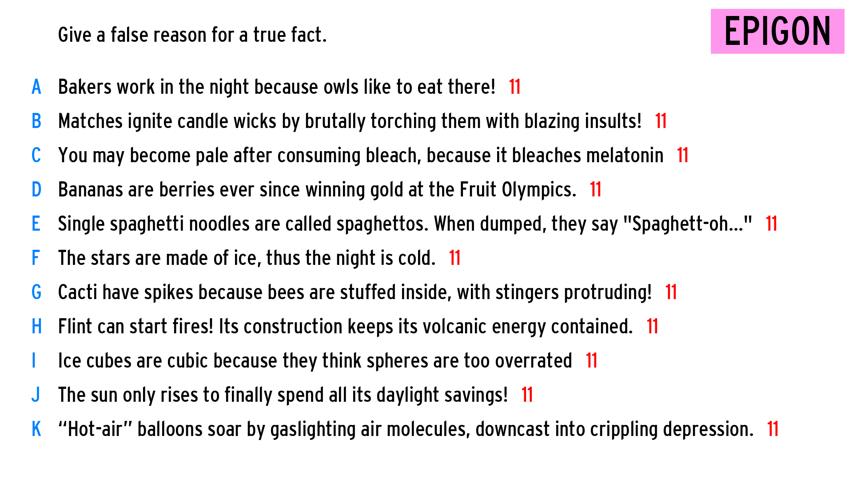 Give a false reason for a true fact.
EPIGON
A Bakers work in the night because owls like to eat there! 11
B Matches ignite candle wicks by brutally torching them with blazing insults! 11
C You may become pale after consuming bleach, because it bleaches melatonin 11
D Bananas are berries ever since winning gold at the Fruit Olympics. 11
E Single spaghetti noodles are called spaghettos. When dumped, they say "Spaghett-oh..." 11
F The stars are made of ice, thus the night is cold. 11
G Cacti have spikes because bees are stuffed inside, with stingers protruding! 11
H Flint can start fires! Its construction keeps its volcanic energy contained. 11
I Ice cubes are cubic because they think spheres are too overrated 11
J The sun only rises to finally spend all its daylight savings! 11
K “Hot-air” balloons soar by gaslighting air molecules, downcast into crippling depression. 11